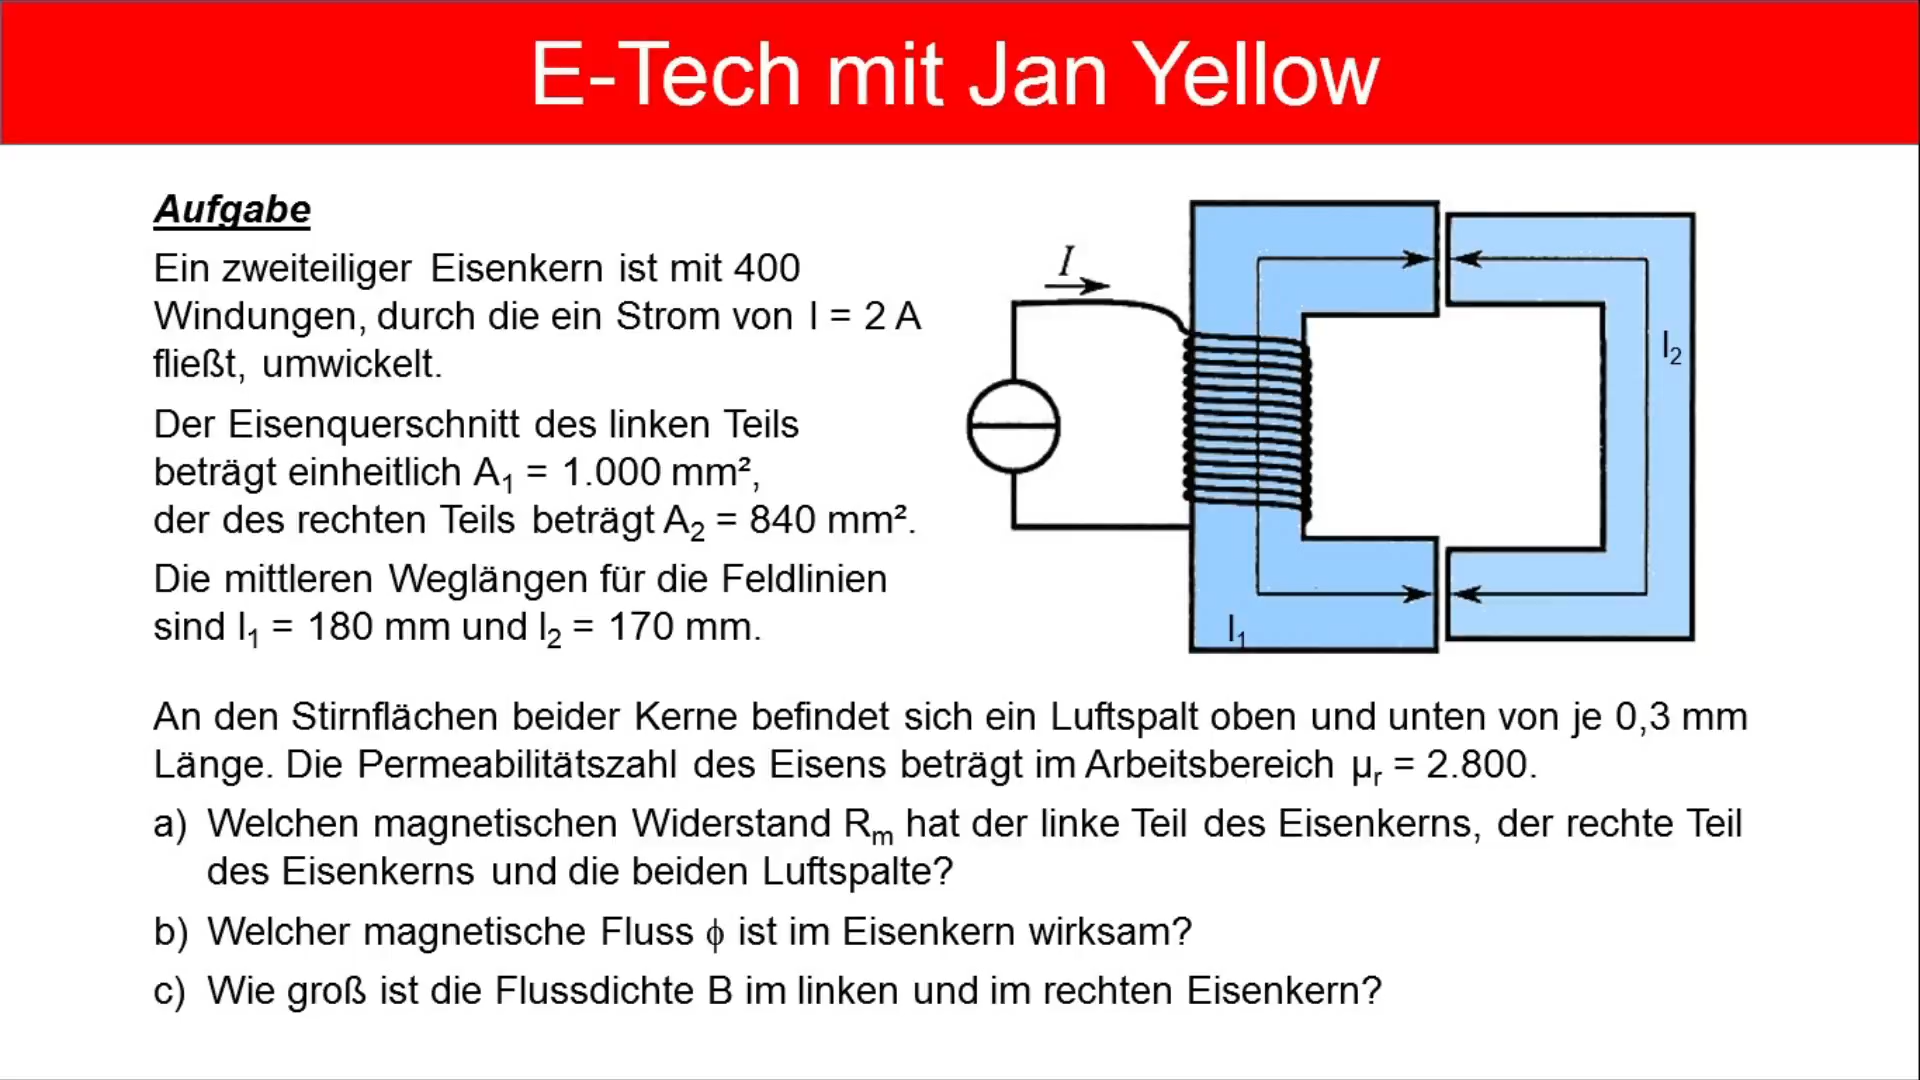 E-Tech mit Jan Yellow
Aufgabe
Ein zweiteiliger Eisenkern ist mit 400
Windungen, durch die ein Strom von I = 2 A
fließt, umwickelt.
Der Eisenquerschnitt des linken Teils
beträgt einheitlich A₁ = 1.000 mm²,
der des rechten Teils beträgt A₂ = 840 mm².
Die mittleren Weglängen für die Feldlinien
sind l₁ = 180 mm und l₂ = 170 mm.
I
l₂
l₁
An den Stirnflächen beider Kerne befindet sich ein Luftspalt oben und unten von je 0,3 mm
Länge. Die Permeabilitätszahl des Eisens beträgt im Arbeitsbereich µᵣ = 2.800.
a) Welchen magnetischen Widerstand Rₘ hat der linke Teil des Eisenkerns, der rechte Teil
des Eisenkerns und die beiden Luftspalte?
b) Welcher magnetische Fluss ϕ ist im Eisenkern wirksam?
c) Wie groß ist die Flussdichte B im linken und im rechten Eisenkern?